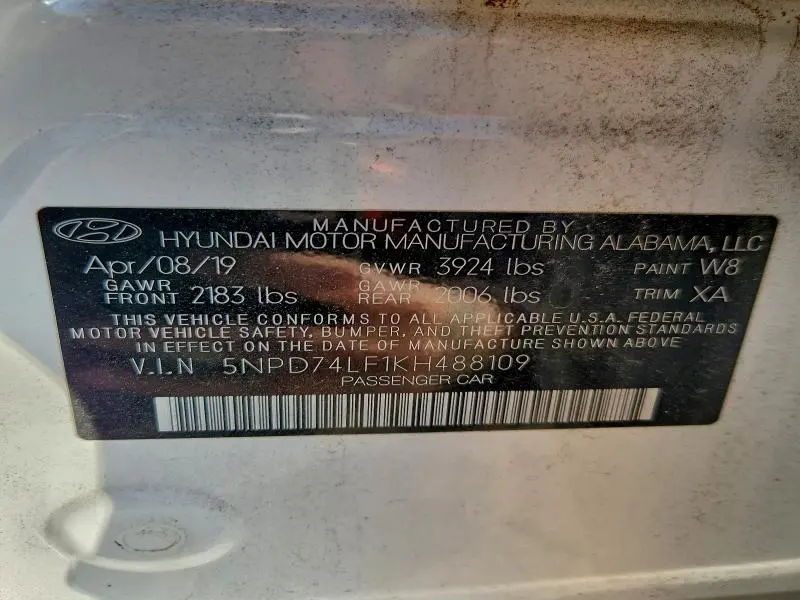 MANUFACTURED BY
HYUNDAI MOTOR MANUFACTURING ALABAMA, LLC
Apr/08/19 GVWR 3924 lbs PAINT W8
GAWR FRONT 2183 lbs GAWR REAR 2006 lbs TRIM XA
THIS VEHICLE CONFORMS TO ALL APPLICABLE U.S.A. FEDERAL
MOTOR VEHICLE SAFETY, BUMPER, AND THEFT PREVENTION STANDARDS
IN EFFECT ON THE DATE OF MANUFACTURE SHOWN ABOVE
V.I.N 5NPD74LF1KH488109
PASSENGER CAR